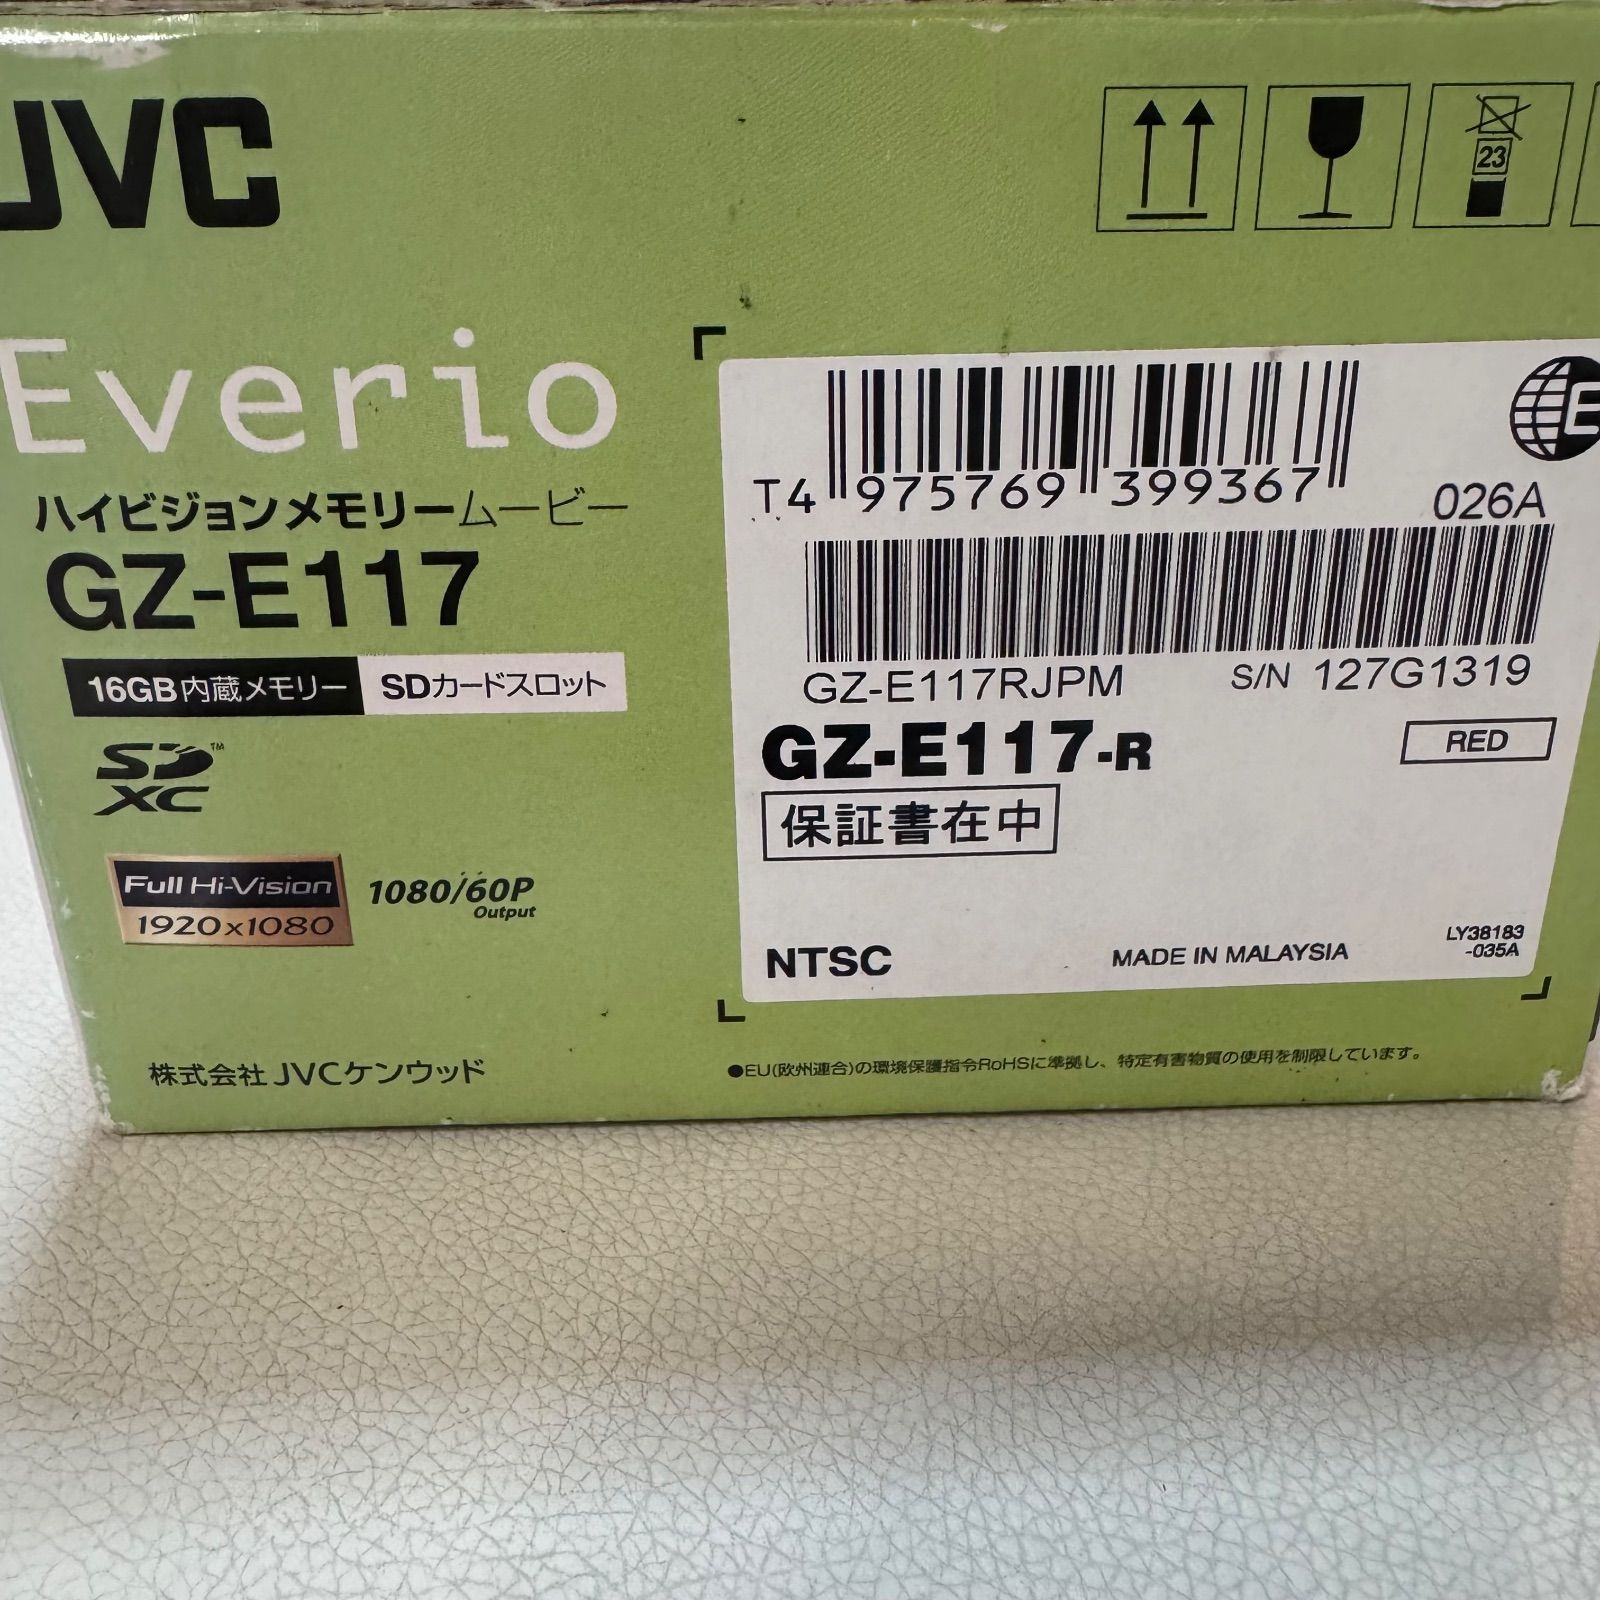 JVC
23
Everio
ハイビジョンメモリームービー
GZ-E117
16GB内蔵メモリー SDカードスロット
SD™
XC
Full Hi-Vision
1920x1080
1080/60P
Output
株式会社 JVCケンウッド
E
T4 975769 399367
026A
GZ-E117RJPM S/N 127G1319
GZ-E117-R
RED
保証書在中
NTSC
MADE IN MALAYSIA
LY38183
-035A
●EU(欧州連合)の環境保護指令RoHSに準拠し、特定有害物質の使用を制限しています。